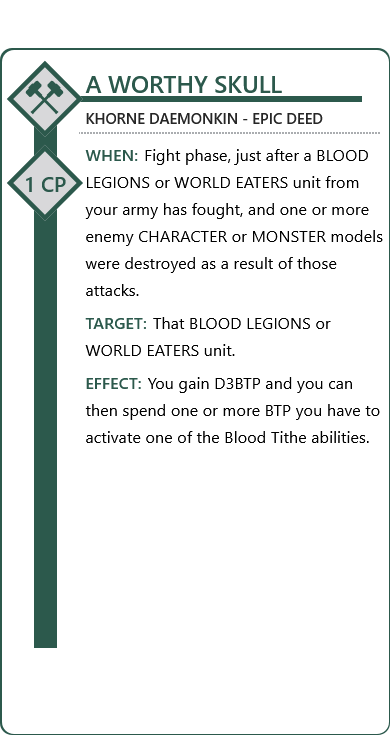 A WORTHY SKULL
KHORNE DAEMONKIN - EPIC DEED
1 CP
WHEN: Fight phase, just after a BLOOD
LEGIONS or WORLD EATERS unit from
your army has fought, and one or more
enemy CHARACTER or MONSTER models
were destroyed as a result of those
attacks.
TARGET: That BLOOD LEGIONS or
WORLD EATERS unit.
EFFECT: You gain D3BTP and you can
then spend one or more BTP you have to
activate one of the Blood Tithe abilities.